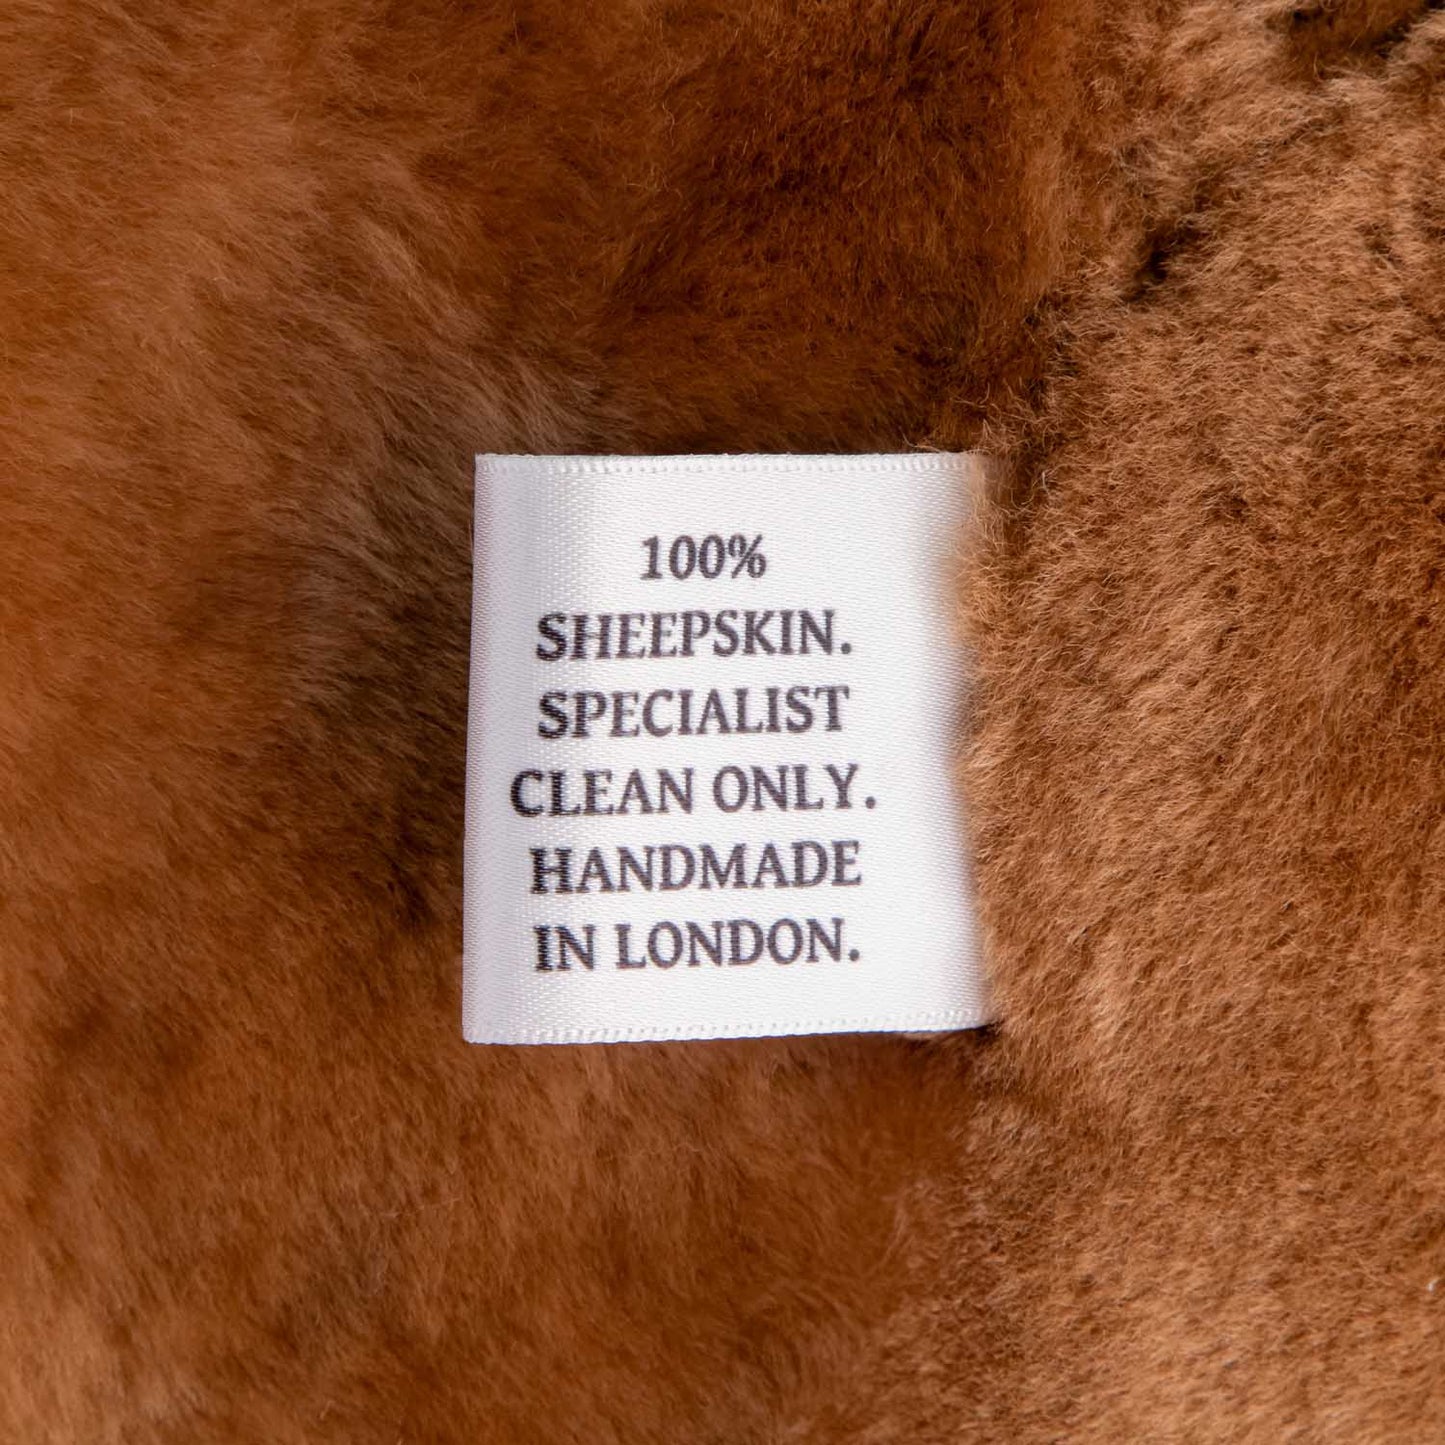 100%
SHEEPSKIN.
SPECIALIST
CLEAN ONLY.
HANDMADE
IN LONDON.